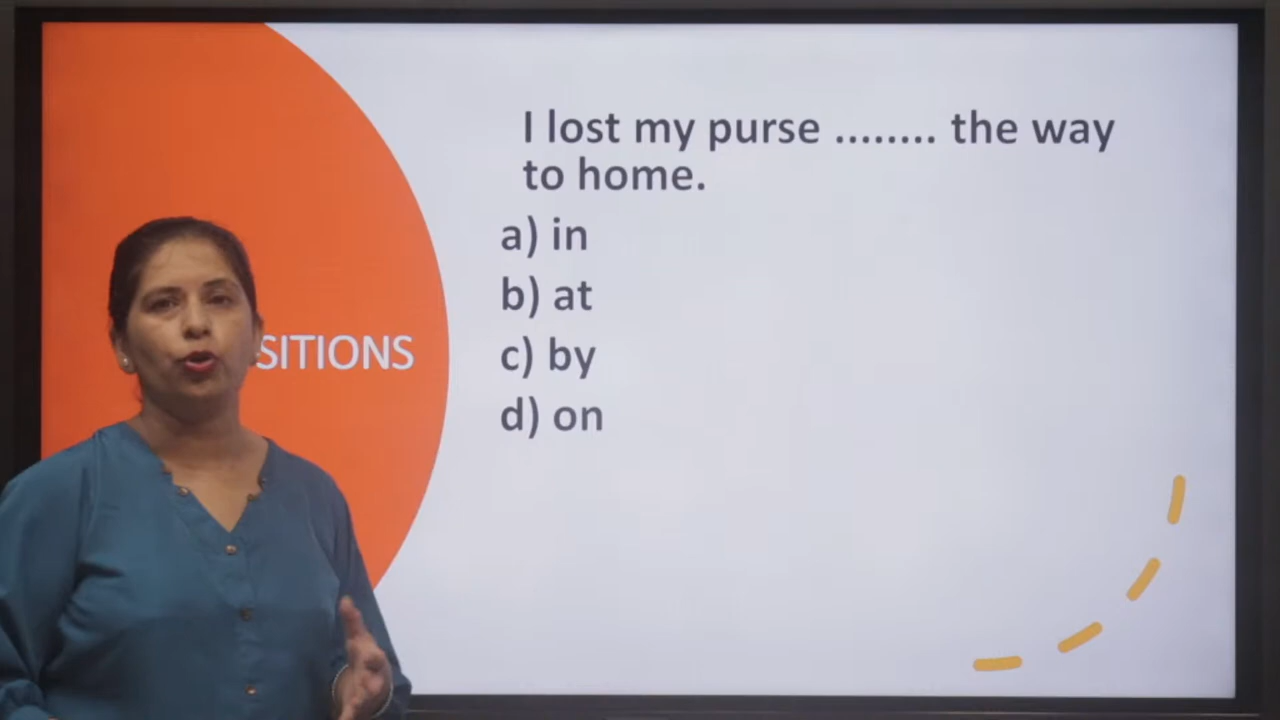 I lost my purse ........ the way
to home.
a) in
b) at
c) by
d) on
SITIONS